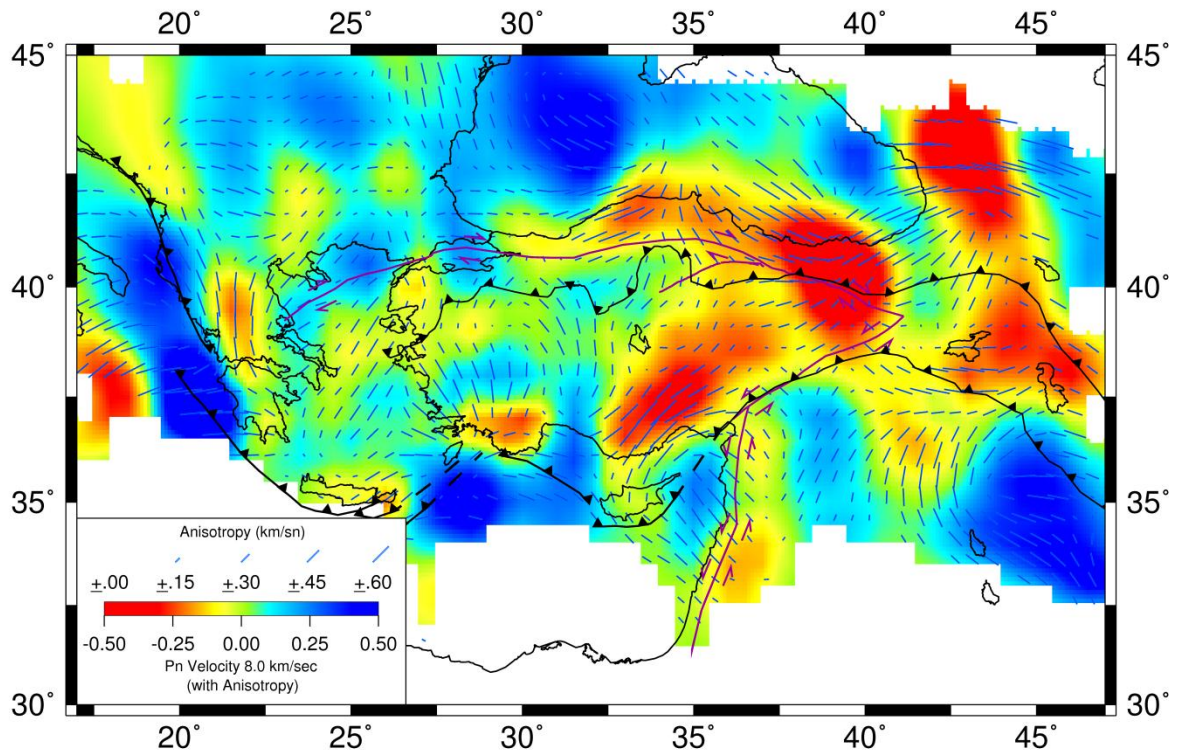 20° 25° 30° 35° 40° 45°
45° 45°
40° 40°
35° 35°
Anisotropy (km/sn)
±.00 ±.15 ±.30 ±.45 ±.60
-0.50 -0.25 0.00 0.25 0.50
Pn Velocity 8.0 km/sec
(with Anisotropy)
30° 30°
20° 25° 30° 35° 40° 45°